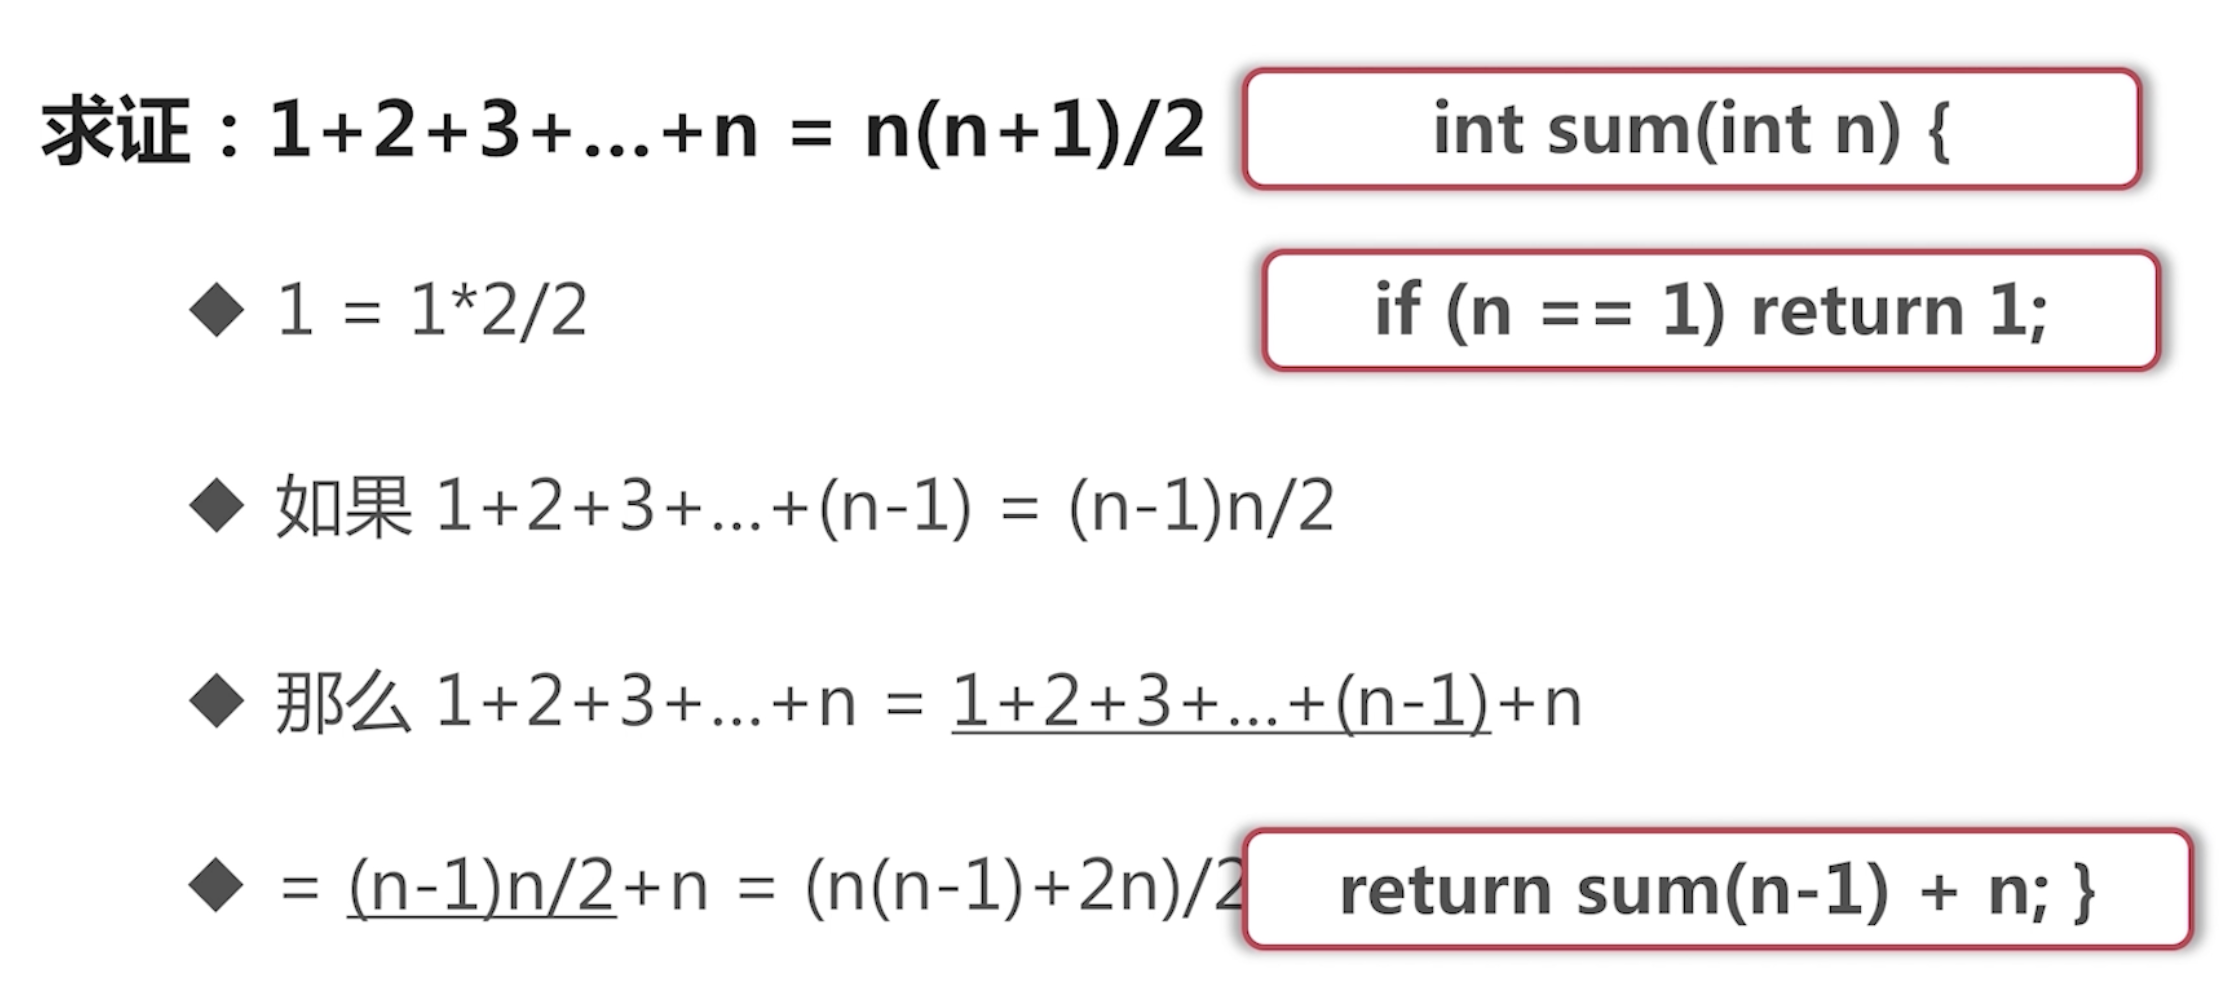 求证：1+2+3+...+n = n(n+1)/2
int sum(int n) {
1 = 1*2/2
if (n == 1) return 1;
如果 1+2+3+...+(n-1) = (n-1)n/2
那么 1+2+3+...+n = 1+2+3+...+(n-1)+n
= (n-1)n/2+n = (n(n-1)+2n)/2
return sum(n-1) + n; }